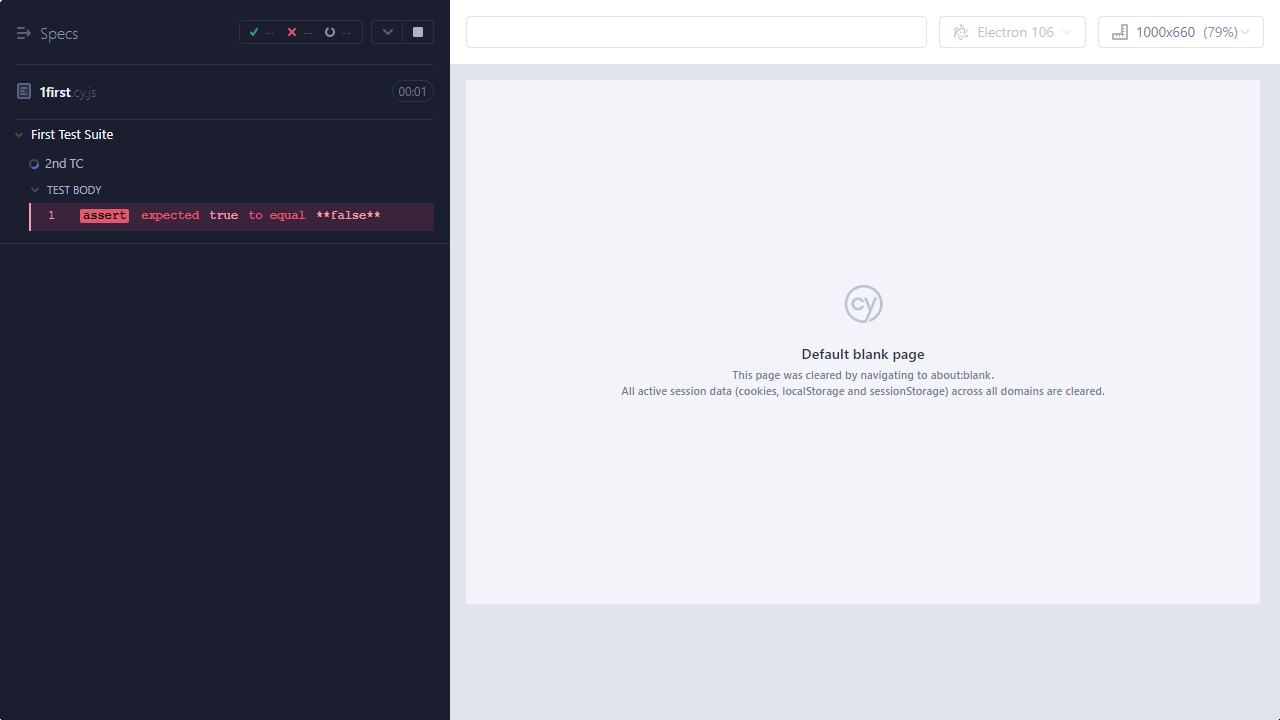 Specs
--
--
--
1first.cy.js
00:01
First Test Suite
2nd TC
TEST BODY
1 assert expected true to equal **false**
Electron 106
1000x660 (79%)
cy
Default blank page
This page was cleared by navigating to about:blank.
All active session data (cookies, localStorage and sessionStorage) across all domains are cleared.